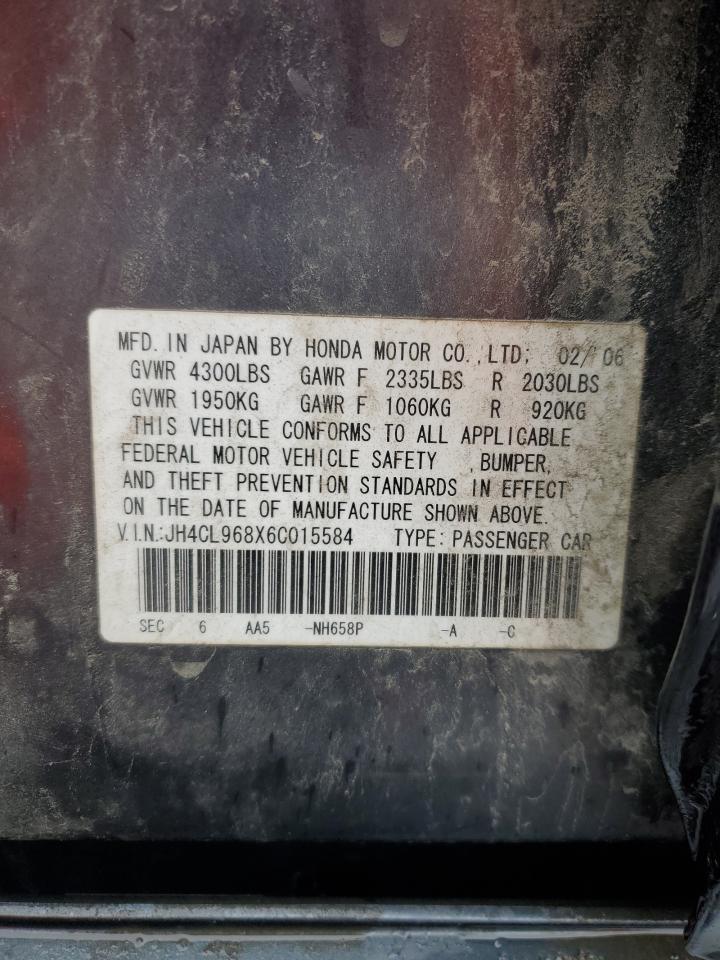 MFD. IN JAPAN BY HONDA MOTOR CO.,LTD; 02/ 06
GVWR 4300LBS GAWR F 2335LBS R 2030LBS
GVWR 1950KG GAWR F 1060KG R 920KG
THIS VEHICLE CONFORMS TO ALL APPLICABLE
FEDERAL MOTOR VEHICLE SAFETY ,BUMPER,
AND THEFT PREVENTION STANDARDS IN EFFECT
ON THE DATE OF MANUFACTURE SHOWN ABOVE.
V.I.N.:JH4CL968X6C015584 TYPE: PASSENGER CAR
SEC 6 AA5 -NH658P -A -C